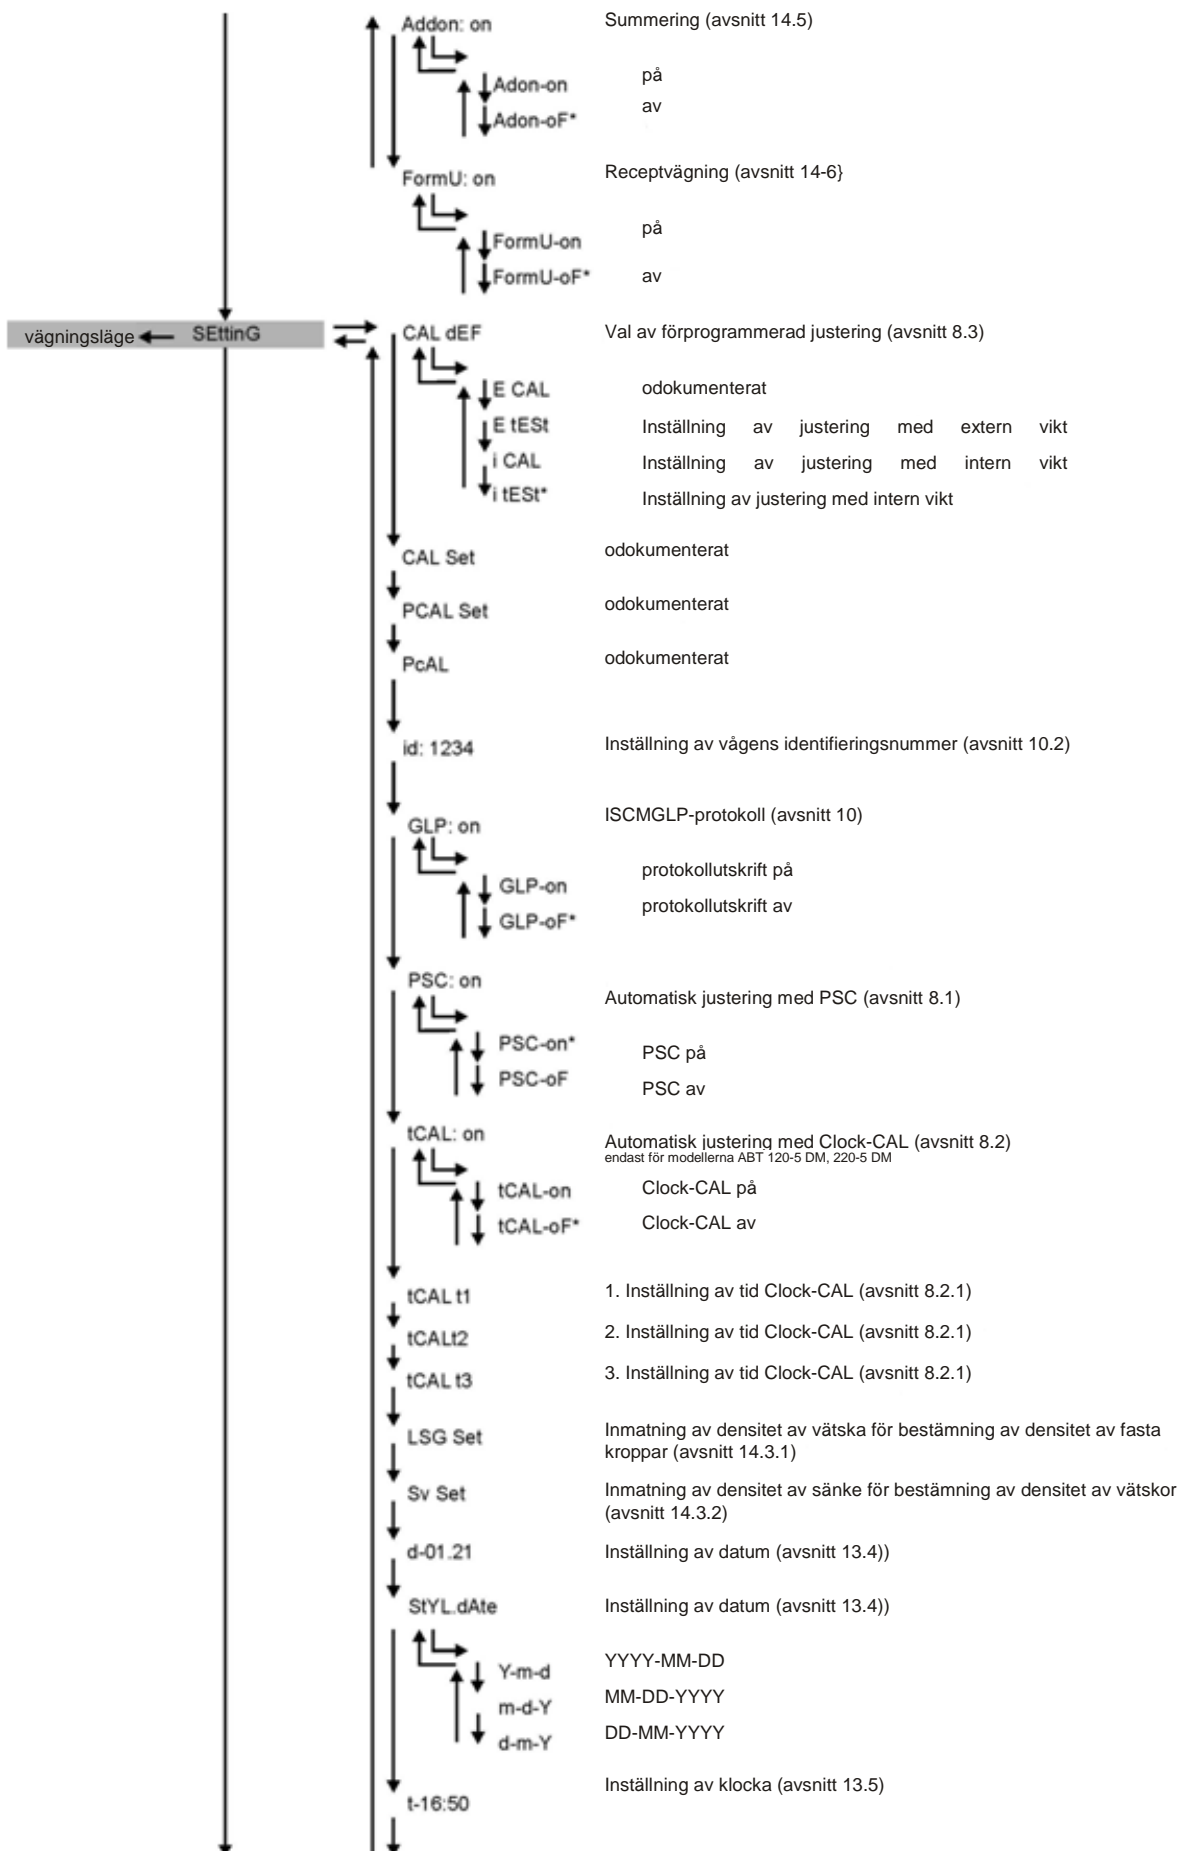 Addon: on Summering (avsnitt 14.5)
Adon-on på
Adon-oF* av
FormU: on Receptvägning (avsnitt 14-6}
FormU-on på
FormU-oF* av
vägningsläge SEttinG CAL dEF Val av förprogrammerad justering (avsnitt 8.3)
E CAL odokumenterat
E tESt Inställning av justering med extern vikt
i CAL Inställning av justering med intern vikt
i tESt* Inställning av justering med intern vikt
CAL Set odokumenterat
PCAL Set odokumenterat
PcAL odokumenterat
id: 1234 Inställning av vågens identifieringsnummer (avsnitt 10.2)
GLP: on ISCMGLP-protokoll (avsnitt 10)
GLP-on protokollutskrift på
GLP-oF* protokollutskrift av
PSC: on Automatisk justering med PSC (avsnitt 8.1)
PSC-on* PSC på
PSC-oF PSC av
tCAL: on Automatisk justering med Clock-CAL (avsnitt 8.2)
endast för modellerna ABT 120-5 DM, 220-5 DM
tCAL-on Clock-CAL på
tCAL-oF* Clock-CAL av
tCAL t1 1. Inställning av tid Clock-CAL (avsnitt 8.2.1)
tCALt2 2. Inställning av tid Clock-CAL (avsnitt 8.2.1)
tCAL t3 3. Inställning av tid Clock-CAL (avsnitt 8.2.1)
LSG Set Inmatning av densitet av vätska för bestämning av densitet av fasta
kroppar (avsnitt 14.3.1)
Sv Set Inmatning av densitet av sänke för bestämning av densitet av vätskor
(avsnitt 14.3.2)
d-01.21 Inställning av datum (avsnitt 13.4))
StYL.dAte Inställning av datum (avsnitt 13.4))
Y-m-d YYYY-MM-DD
m-d-Y MM-DD-YYYY
d-m-Y DD-MM-YYYY
t-16:50 Inställning av klocka (avsnitt 13.5)